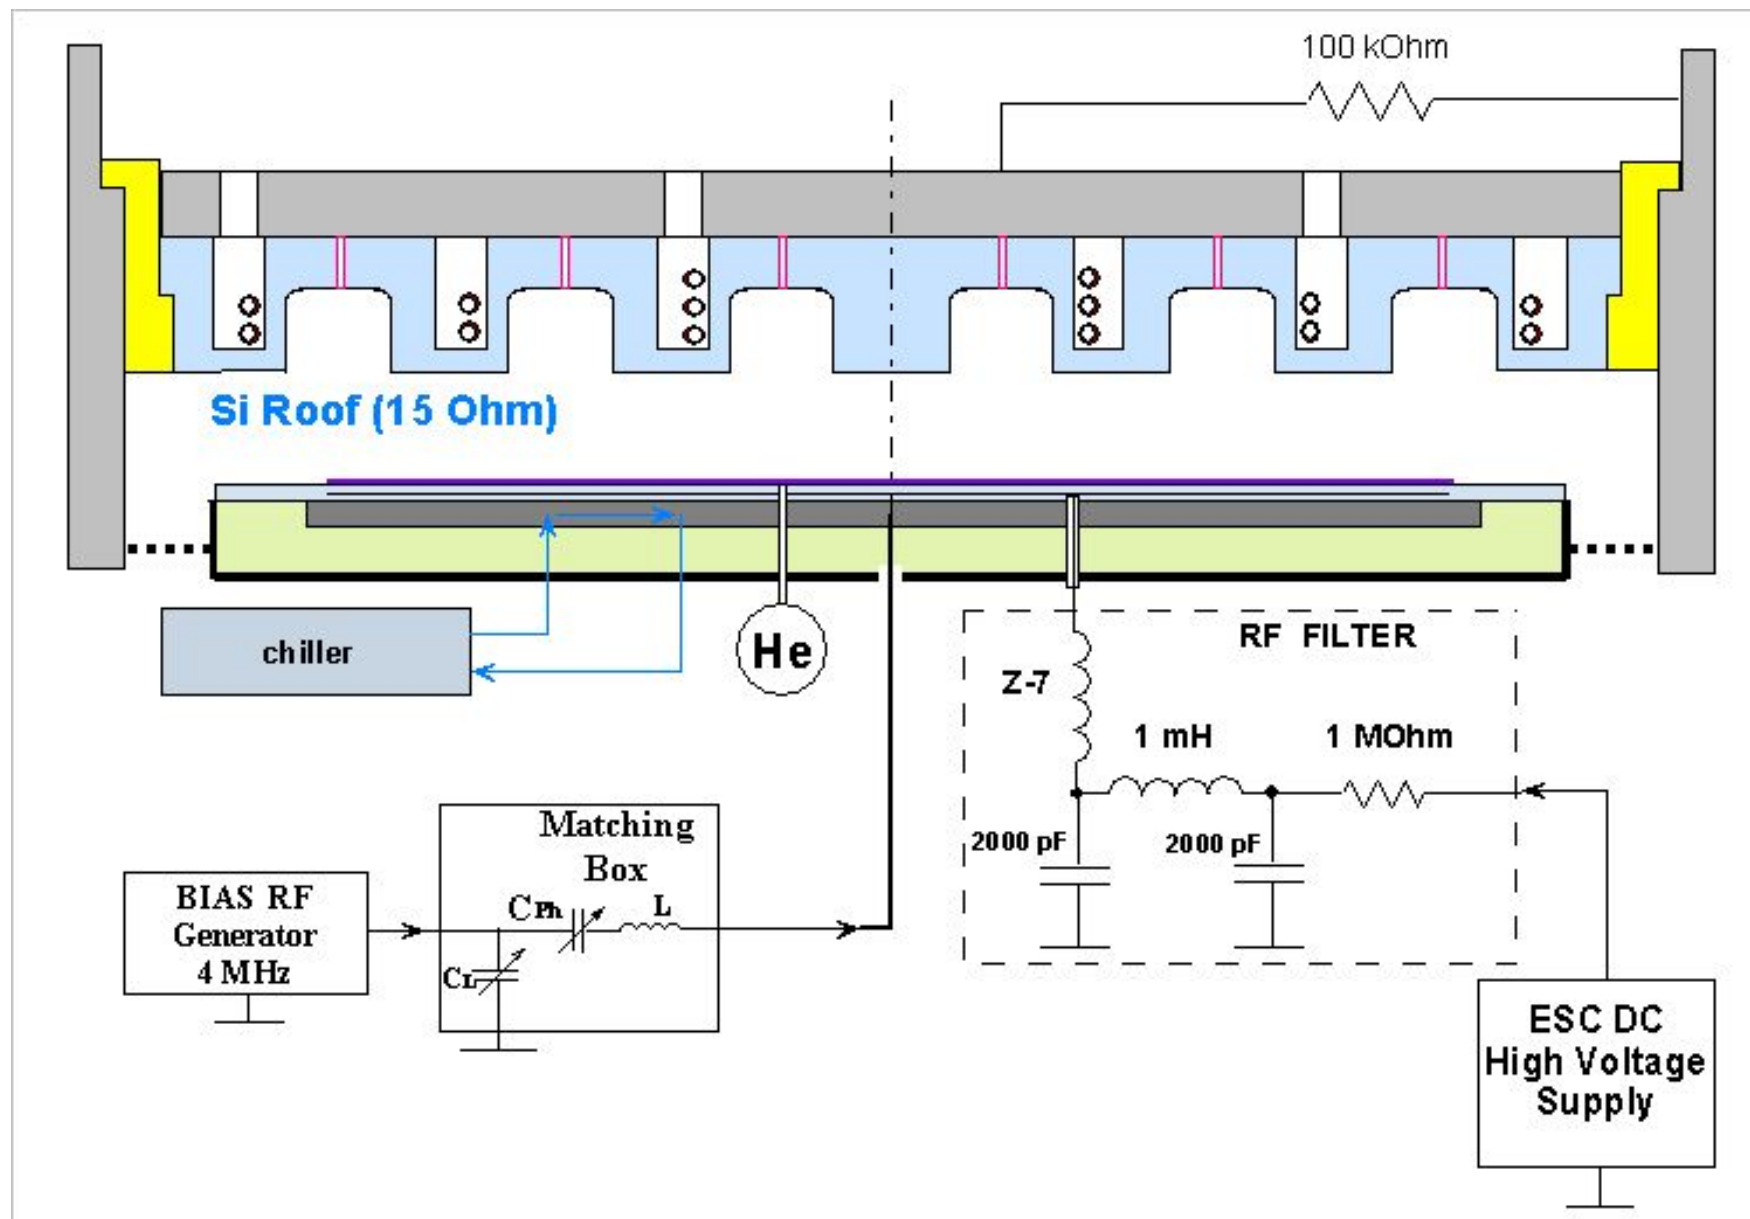 100 kOhm
Si Roof (15 Ohm)
chiller
He
RF FILTER
Z-7
1 mH
1 MOhm
2000 pF
2000 pF
Matching
Box
CPh
L
CL
BIAS RF
Generator
4 MHz
ESC DC
High Voltage
Supply